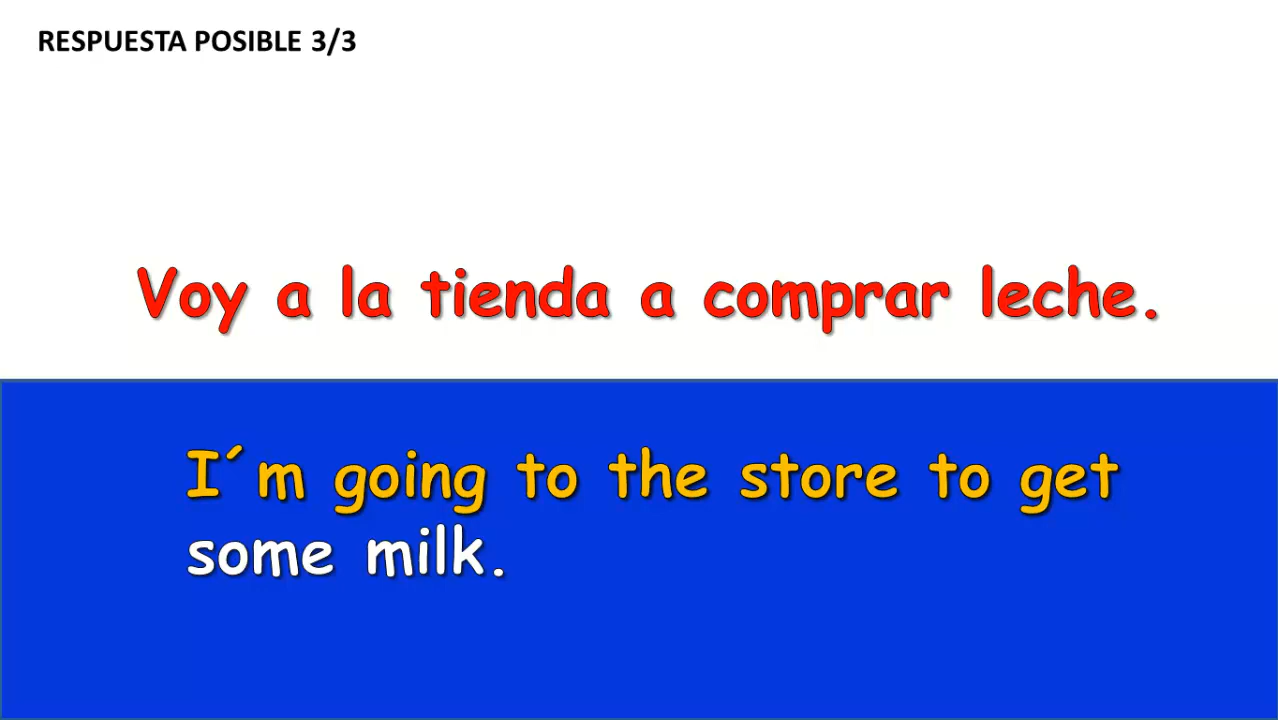 RESPUESTA POSIBLE 3/3
Voy a la tienda a comprar leche.
I´m going to the store to get
some milk.